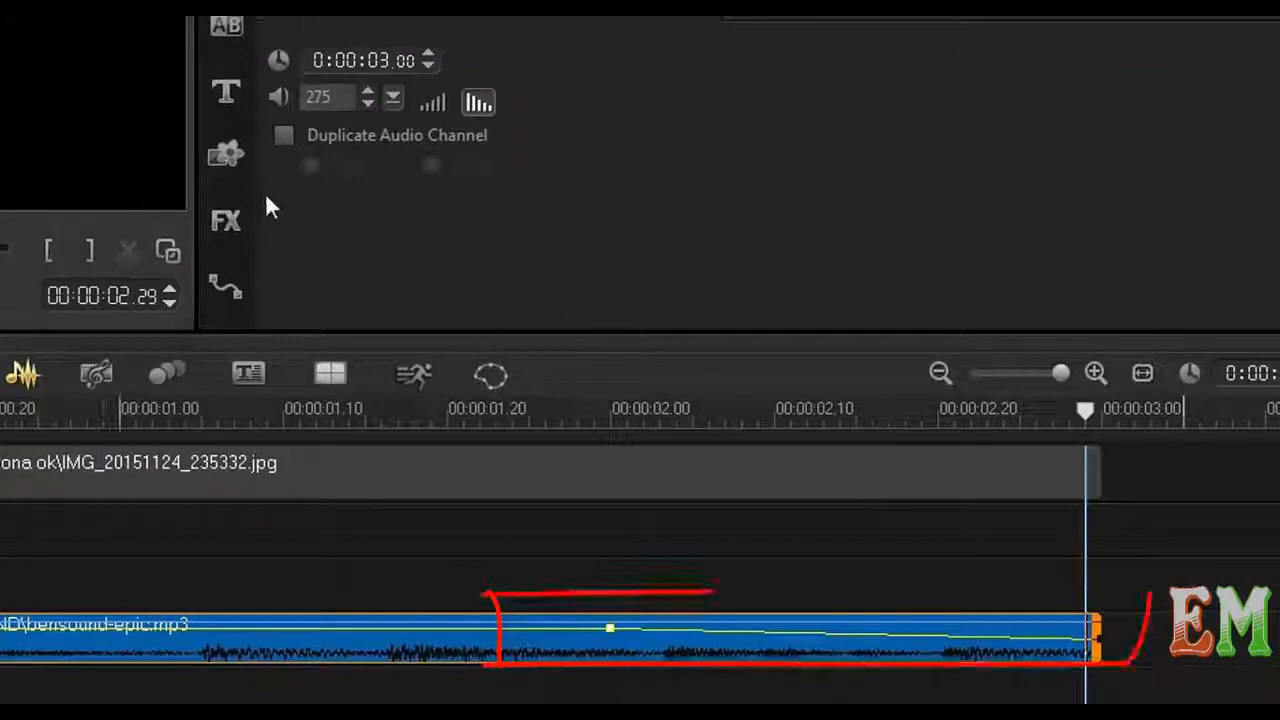 AB
0:00:03.00
T
275
Duplicate Audio Channel
FX
[ ]
00:00:02.29
T
0:00:
00.20 00:00:01.00 00:00:01.10 00:00:01.20 00:00:02.00 00:00:02.10 00:00:02.20 00:00:03.00
ona ok\IMG_20151124_235332.jpg
ND\bensound-epic.mp3
EM